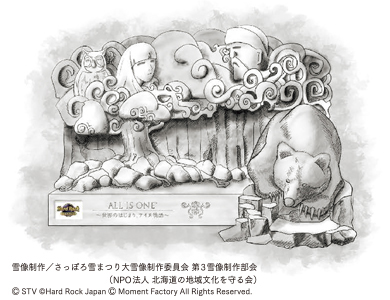 ALL IS ONE
雪像制作／さっぽろ雪まつり大雪像制作委員会 第3雪像制作部会
（NPO法人 北海道の地域文化を守る会）
© STV ©Hard Rock Japan © Moment Factory All Rights Reserved.